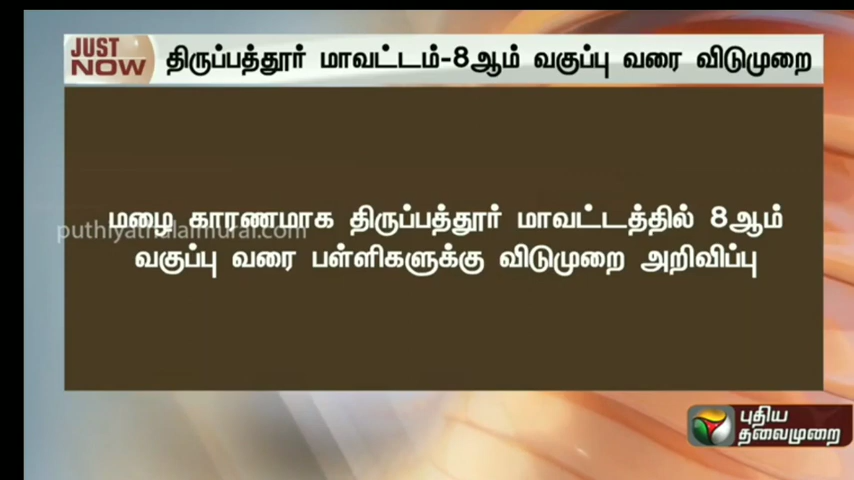 JUST
NOW
திருப்பத்தூர் மாவட்டம்-8ஆம் வகுப்பு வரை விடுமுறை
மழை காரணமாக திருப்பத்தூர் மாவட்டத்தில் 8ஆம்
puthiyathalaimurai.com
வகுப்பு வரை பள்ளிகளுக்கு விடுமுறை அறிவிப்பு
புதிய
தலைமுறை